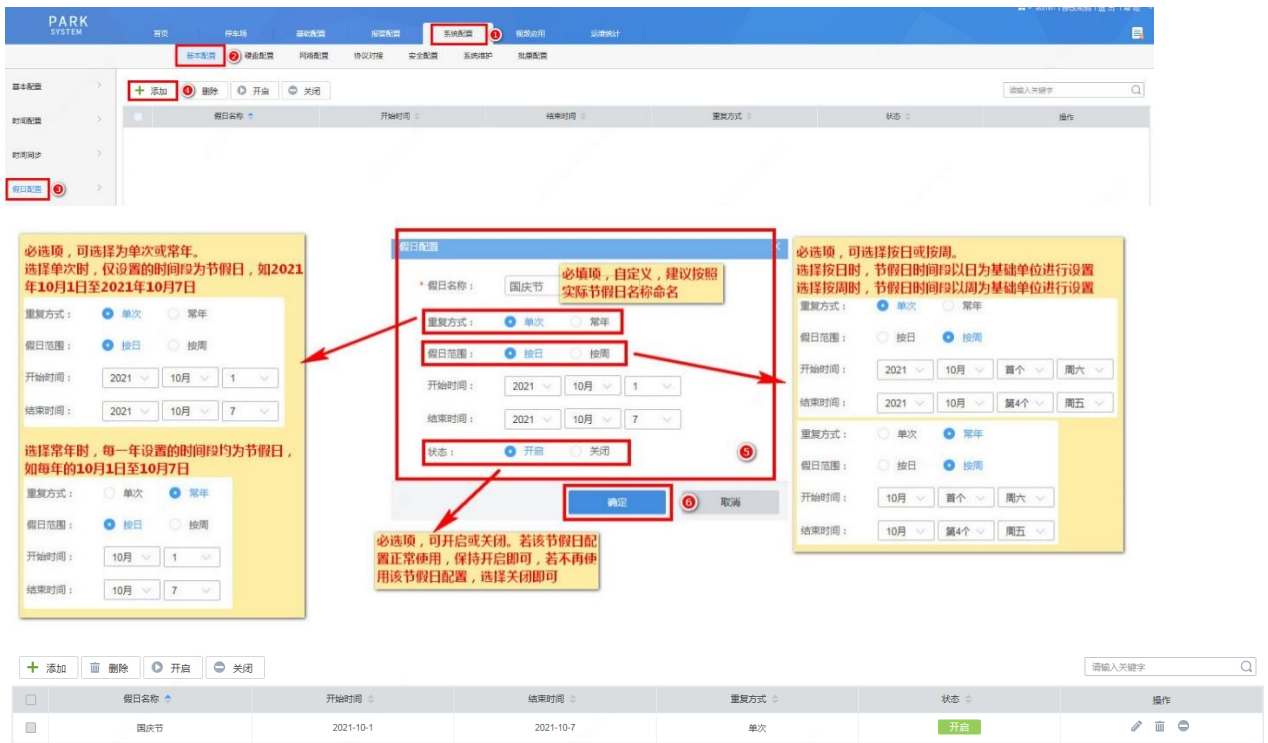 PARK
SYSTEM
首页 停车场 基础配置 报警配置 系统配置 1 视频应用 运维统计
基本配置 2 硬盘配置 网络配置 协议对接 安全配置 系统维护 批量配置
基本配置
添加 4 删除 开启 关闭
请输入关键字
假日名称 开始时间 结束时间 重复方式 状态 操作
时间配置
时间同步
假日配置 3
必选项,可选择为单次或常年。
选择单次时,仅设置的时间段为节假日,如2021
年10月1日至2021年10月7日
重复方式: 单次 常年
假日范围: 按日 按周
开始时间: 2021 10月 1
结束时间: 2021 10月 7
选择常年时,每一年设置的时间段均为节假日,
如每年的10月1日至10月7日
重复方式: 单次 常年
假日范围: 按日 按周
开始时间: 10月 1
结束时间: 10月 7
假日配置
* 假日名称: 国庆节
必填项,自定义,建议按照
实际节假日名称命名
重复方式: 单次 常年
假日范围: 按日 按周
开始时间: 2021 10月 1
结束时间: 2021 10月 7
状态: 开启 关闭
5
确定 6 取消
必选项,可开启或关闭。若该节假日配
置正常使用,保持开启即可,若不再使
用该节假日配置,选择关闭即可
必选项,可选择按日或按周。
选择按日时,节假日时间段以日为基础单位进行设置
选择按周时,节假日时间段以周为基础单位进行设置
重复方式: 单次 常年
假日范围: 按日 按周
开始时间: 2021 10月 首个 周六
结束时间: 2021 10月 第4个 周五
重复方式: 单次 常年
假日范围: 按日 按周
开始时间: 10月 首个 周六
结束时间: 10月 第4个 周五
添加 删除 开启 关闭
请输入关键字
假日名称 开始时间 结束时间 重复方式 状态 操作
国庆节 2021-10-1 2021-10-7 单次 开启